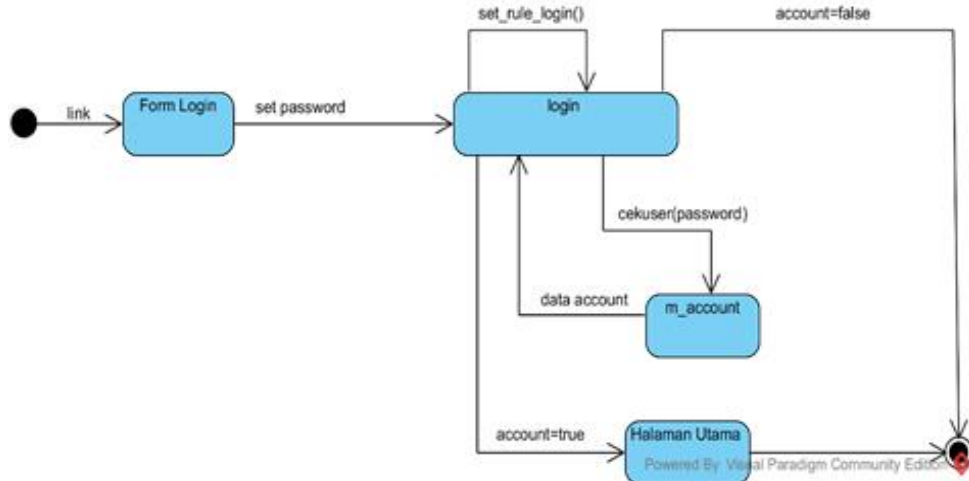 set_rule_login()
account=false
link
Form Login
set password
login
cekuser(password)
data account
m_account
account=true
Halaman Utama
Powered By Visual Paradigm Community Edition